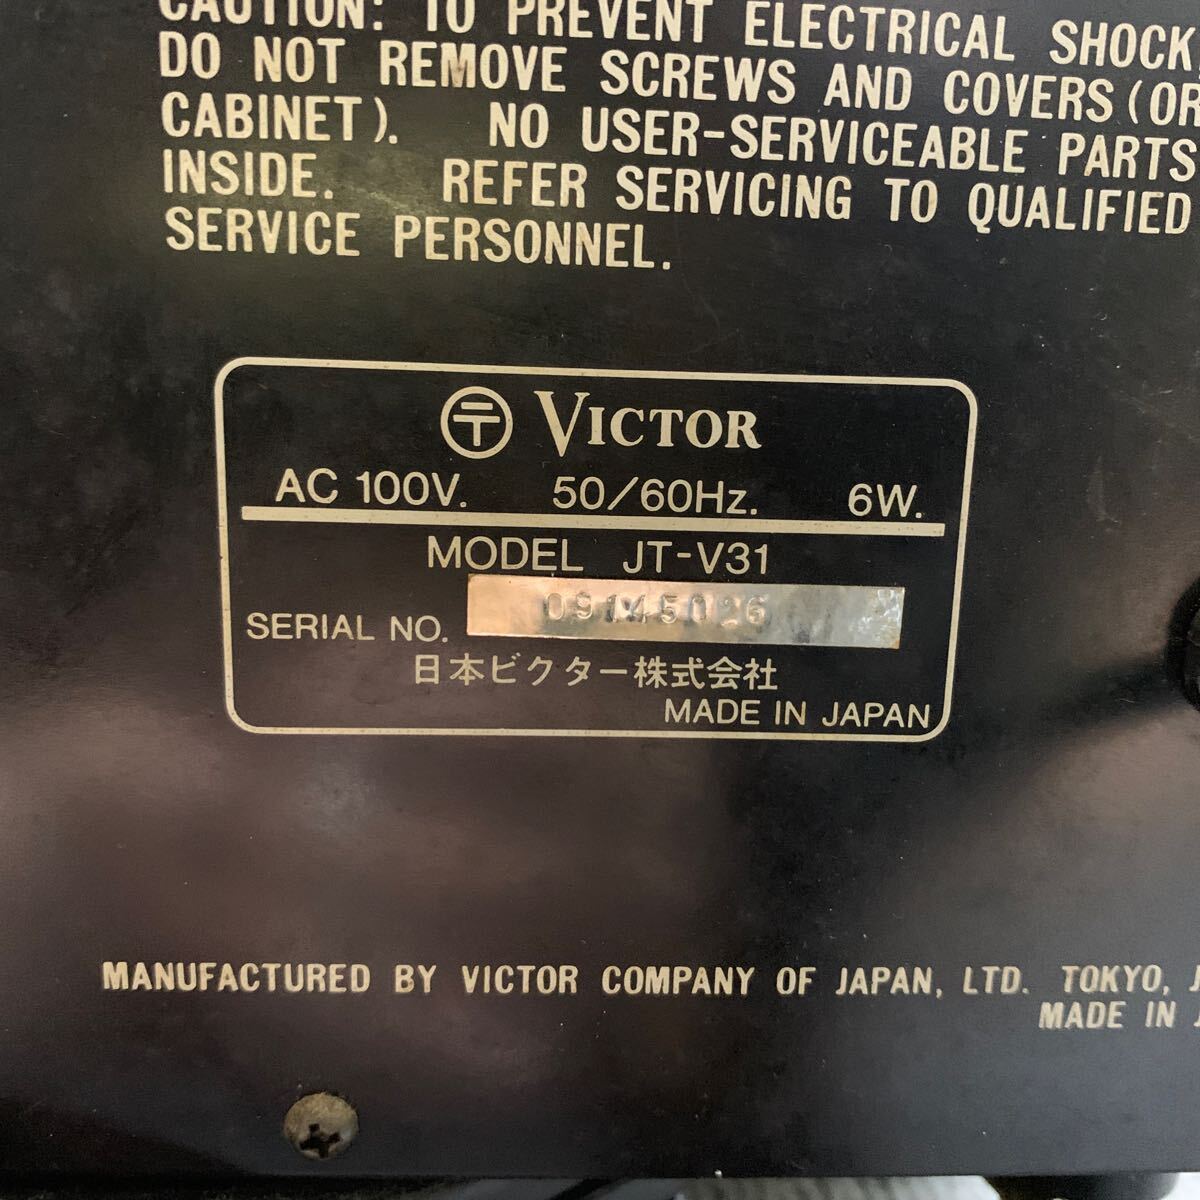 CAUTION: TO PREVENT ELECTRICAL SHOCK,
DO NOT REMOVE SCREWS AND COVERS (OR
CABINET). NO USER-SERVICEABLE PARTS
INSIDE. REFER SERVICING TO QUALIFIED
SERVICE PERSONNEL.
VICTOR
AC 100V. 50/60Hz. 6W.
MODEL JT-V31
SERIAL NO. 09145026
日本ビクター株式会社
MADE IN JAPAN
MANUFACTURED BY VICTOR COMPANY OF JAPAN, LTD. TOKYO,
MADE IN